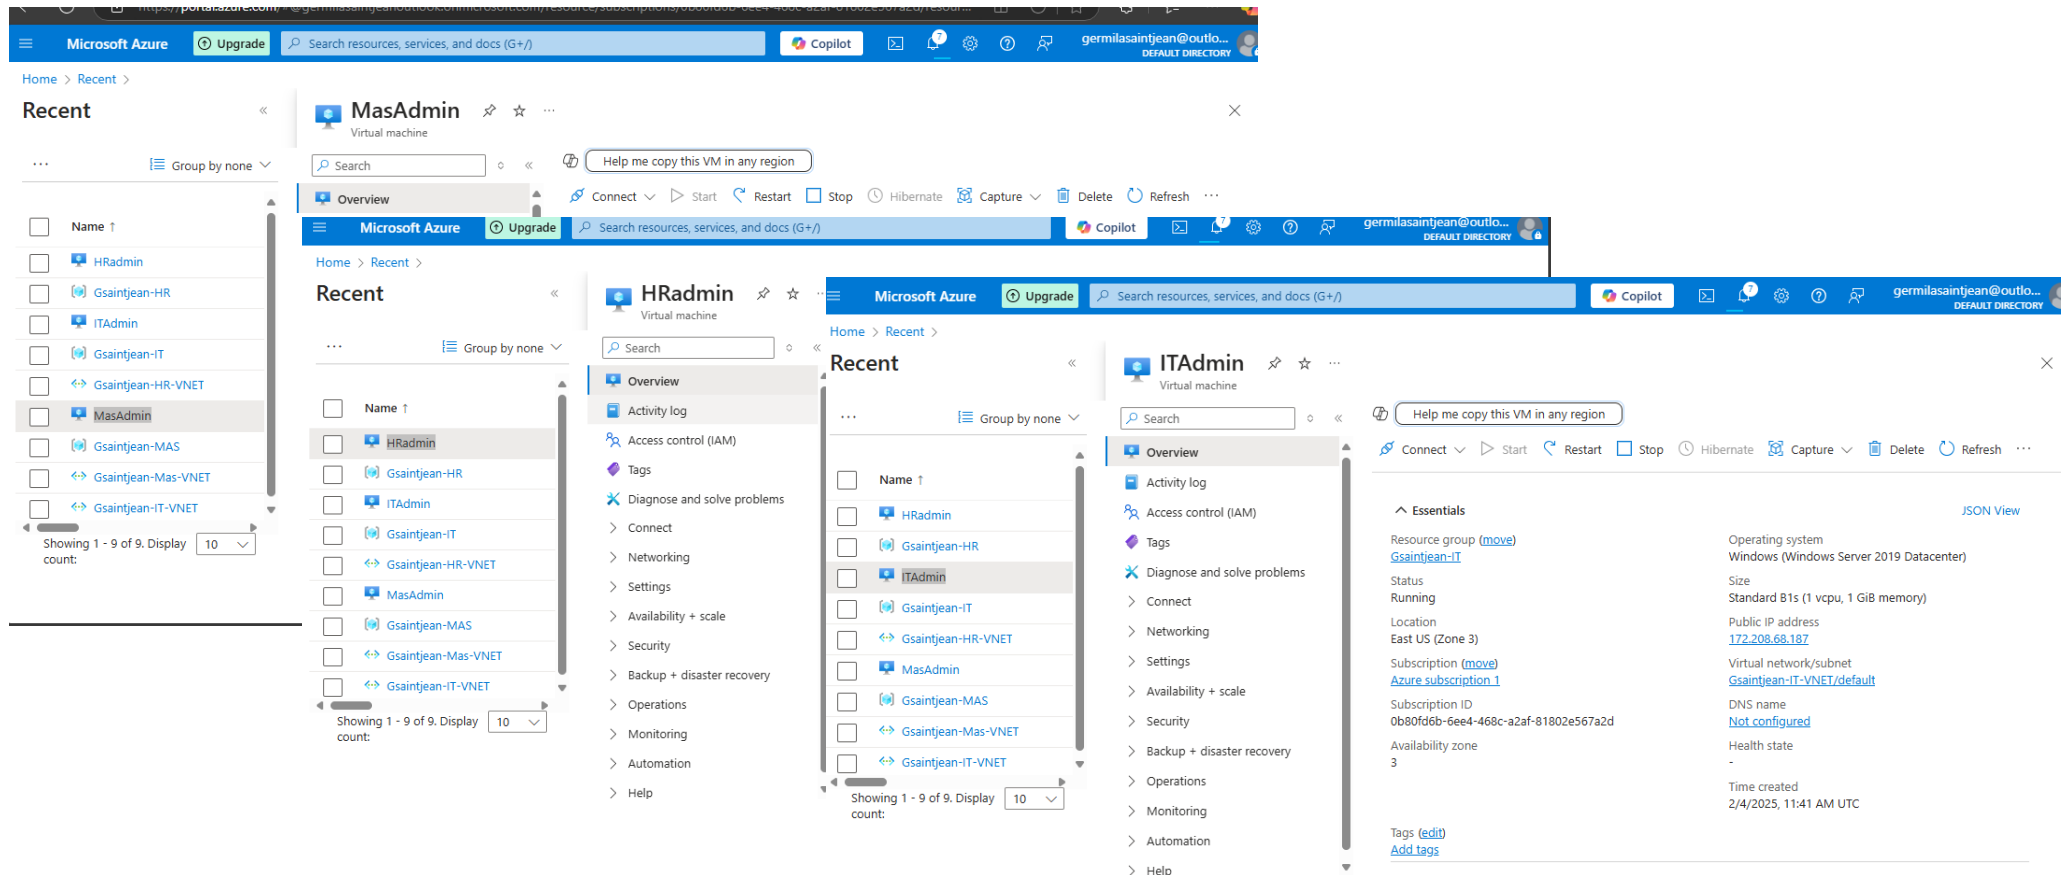 Microsoft Azure
Upgrade
Search resources, services, and docs (G+/)
Copilot
7
germilasaintjean@outlo...
DEFAULT DIRECTORY
Home > Recent >
Recent
Group by none
Name ↑
HRadmin
Gsaintjean-HR
ITAdmin
Gsaintjean-IT
Gsaintjean-HR-VNET
MasAdmin
Gsaintjean-MAS
Gsaintjean-Mas-VNET
Gsaintjean-IT-VNET
Showing 1 - 9 of 9. Display
count:
10
MasAdmin
Virtual machine
Search
Overview
Help me copy this VM in any region
Connect
Start
Restart
Stop
Hibernate
Capture
Delete
Refresh
Microsoft Azure
Upgrade
Search resources, services, and docs (G+/)
Copilot
7
germilasaintjean@outlo...
DEFAULT DIRECTORY
Home > Recent >
Recent
Group by none
Name ↑
HRadmin
Gsaintjean-HR
ITAdmin
Gsaintjean-IT
Gsaintjean-HR-VNET
MasAdmin
Gsaintjean-MAS
Gsaintjean-Mas-VNET
Gsaintjean-IT-VNET
Showing 1 - 9 of 9. Display
count:
10
HRadmin
Virtual machine
Search
Overview
Activity log
Access control (IAM)
Tags
Diagnose and solve problems
Connect
Networking
Settings
Availability + scale
Security
Backup + disaster recovery
Operations
Monitoring
Automation
Help
Microsoft Azure
Upgrade
Search resources, services, and docs (G+/)
Copilot
7
germilasaintjean@outlo...
DEFAULT DIRECTORY
Home > Recent >
Recent
Group by none
Name ↑
HRadmin
Gsaintjean-HR
ITAdmin
Gsaintjean-IT
Gsaintjean-HR-VNET
MasAdmin
Gsaintjean-MAS
Gsaintjean-Mas-VNET
Gsaintjean-IT-VNET
Showing 1 - 9 of 9. Display
count:
10
ITAdmin
Virtual machine
Search
Overview
Activity log
Access control (IAM)
Tags
Diagnose and solve problems
Connect
Networking
Settings
Availability + scale
Security
Backup + disaster recovery
Operations
Monitoring
Automation
Help
Help me copy this VM in any region
Connect
Start
Restart
Stop
Hibernate
Capture
Delete
Refresh
Essentials
JSON View
Resource group (move)
Gsaintjean-IT
Status
Running
Location
East US (Zone 3)
Subscription (move)
Azure subscription 1
Subscription ID
0b80fd6b-6ee4-468c-a2af-81802e567a2d
Availability zone
3
Operating system
Windows (Windows Server 2019 Datacenter)
Size
Standard B1s (1 vcpu, 1 GiB memory)
Public IP address
172.208.68.187
Virtual network/subnet
Gsaintjean-IT-VNET/default
DNS name
Not configured
Health state
-
Time created
2/4/2025, 11:41 AM UTC
Tags (edit)
Add tags